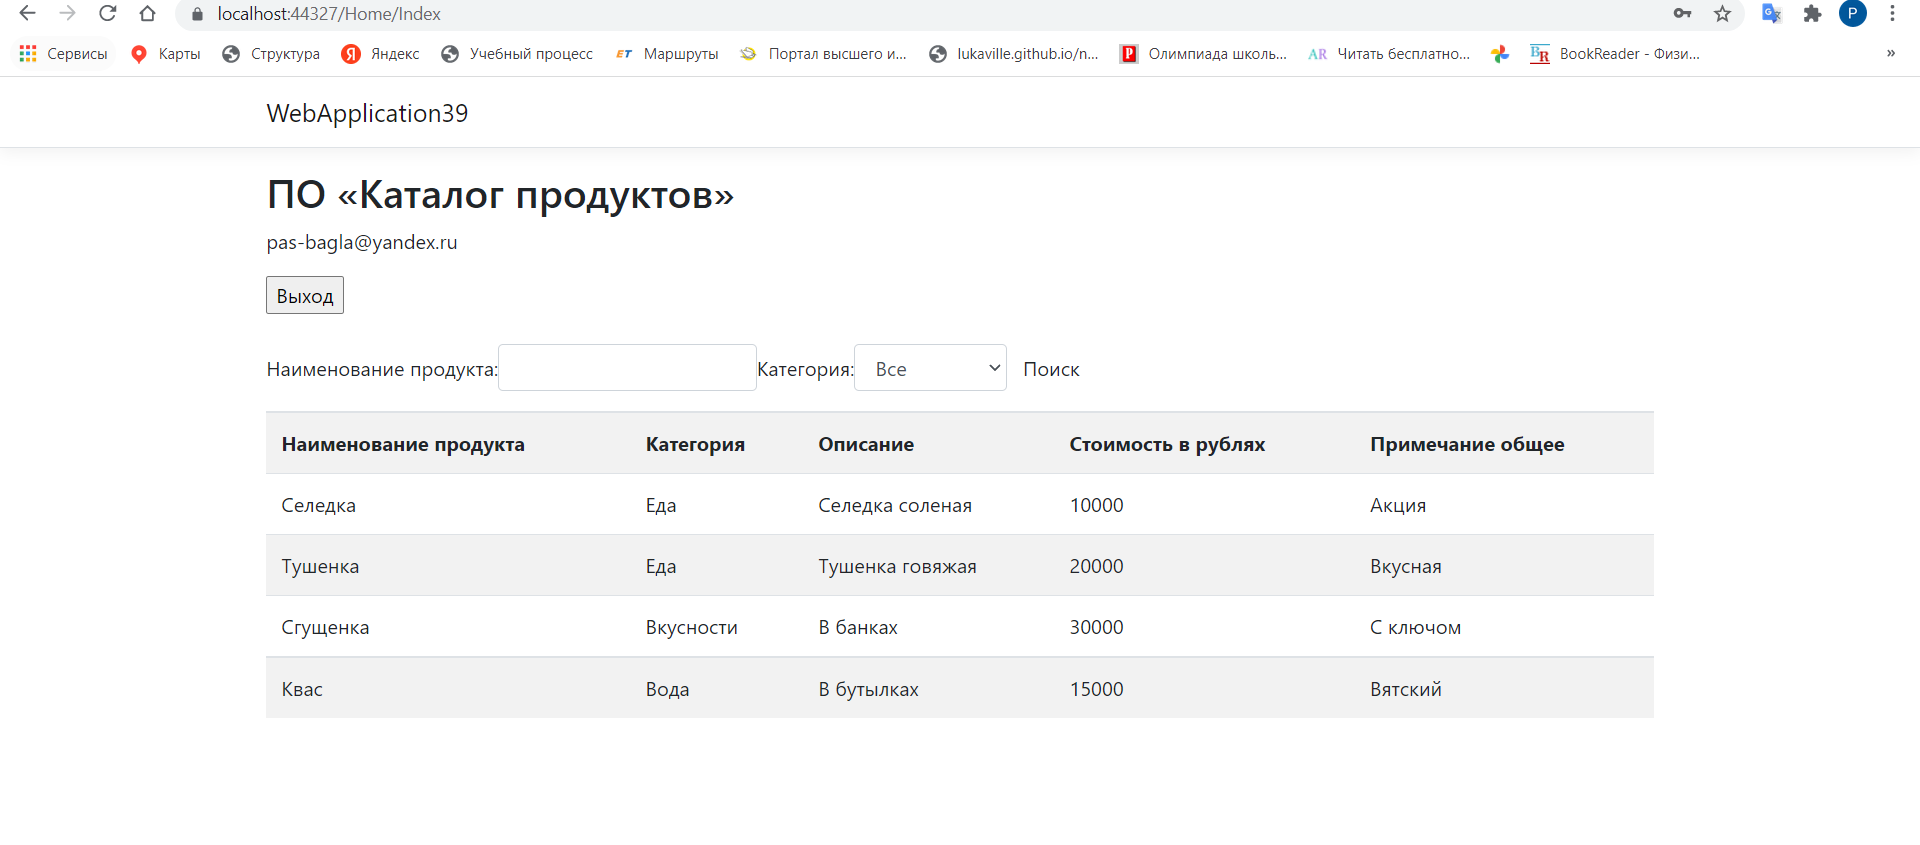 localhost:44327/Home/Index
P
Сервисы Карты Структура Яндекс Учебный процесс ET Маршруты Портал высшего и... lukaville.github.io/n... Олимпиада школь... AR Читать бесплатно... BR BookReader - Физи... »
WebApplication39
ПО «Каталог продуктов»
pas-bagla@yandex.ru
Выход
Наименование продукта: Категория: Все Поиск
Наименование продукта Категория Описание Стоимость в рублях Примечание общее
Селедка Еда Селедка соленая 10000 Акция
Тушенка Еда Тушенка говяжая 20000 Вкусная
Сгущенка Вкусности В банках 30000 С ключом
Квас Вода В бутылках 15000 Вятский